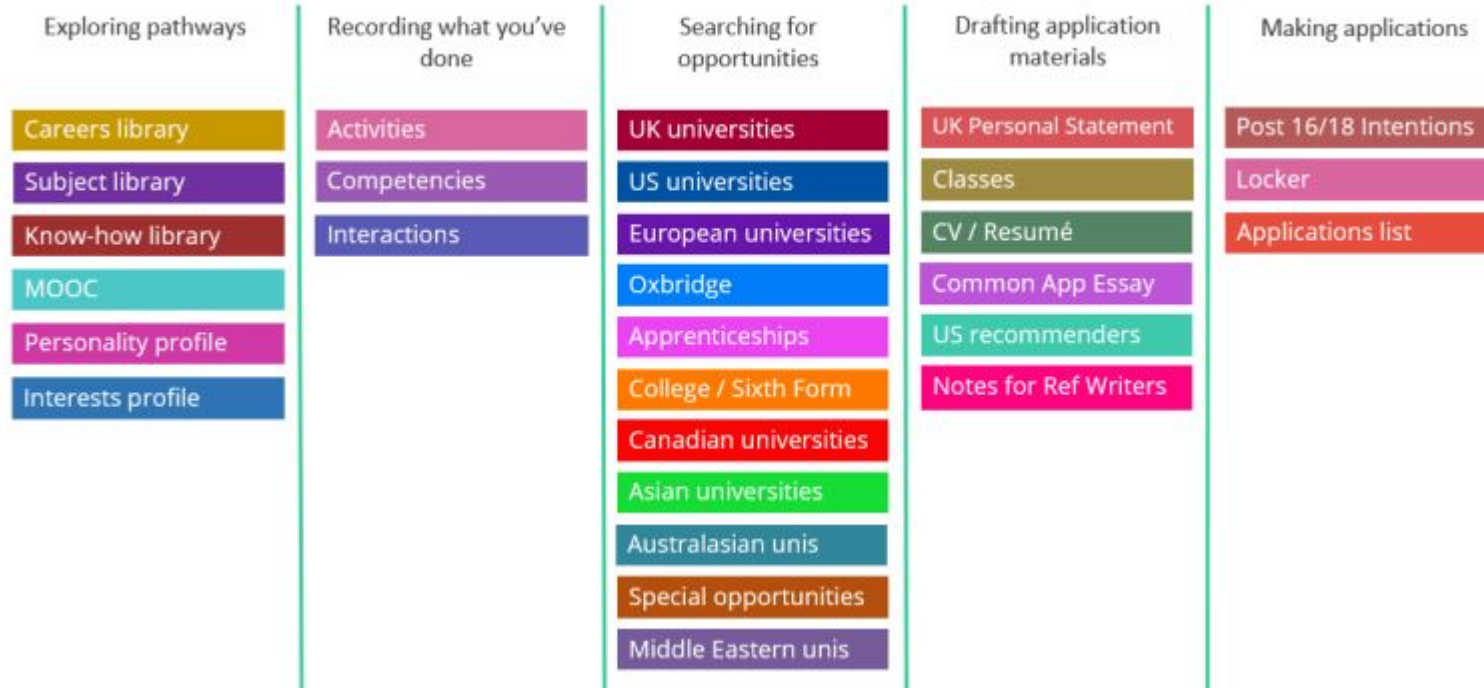 Exploring pathways
Careers library
Subject library
Know-how library
MOOC
Personality profile
Interests profile
Recording what you've
done
Activities
Competencies
Interactions
Searching for
opportunities
UK universities
US universities
European universities
Oxbridge
Apprenticeships
College / Sixth Form
Canadian universities
Asian universities
Australasian unis
Special opportunities
Middle Eastern unis
Drafting application
materials
UK Personal Statement
Classes
CV / Resumé
Common App Essay
US recommenders
Notes for Ref Writers
Making applications
Post 16/18 Intentions
Locker
Applications list